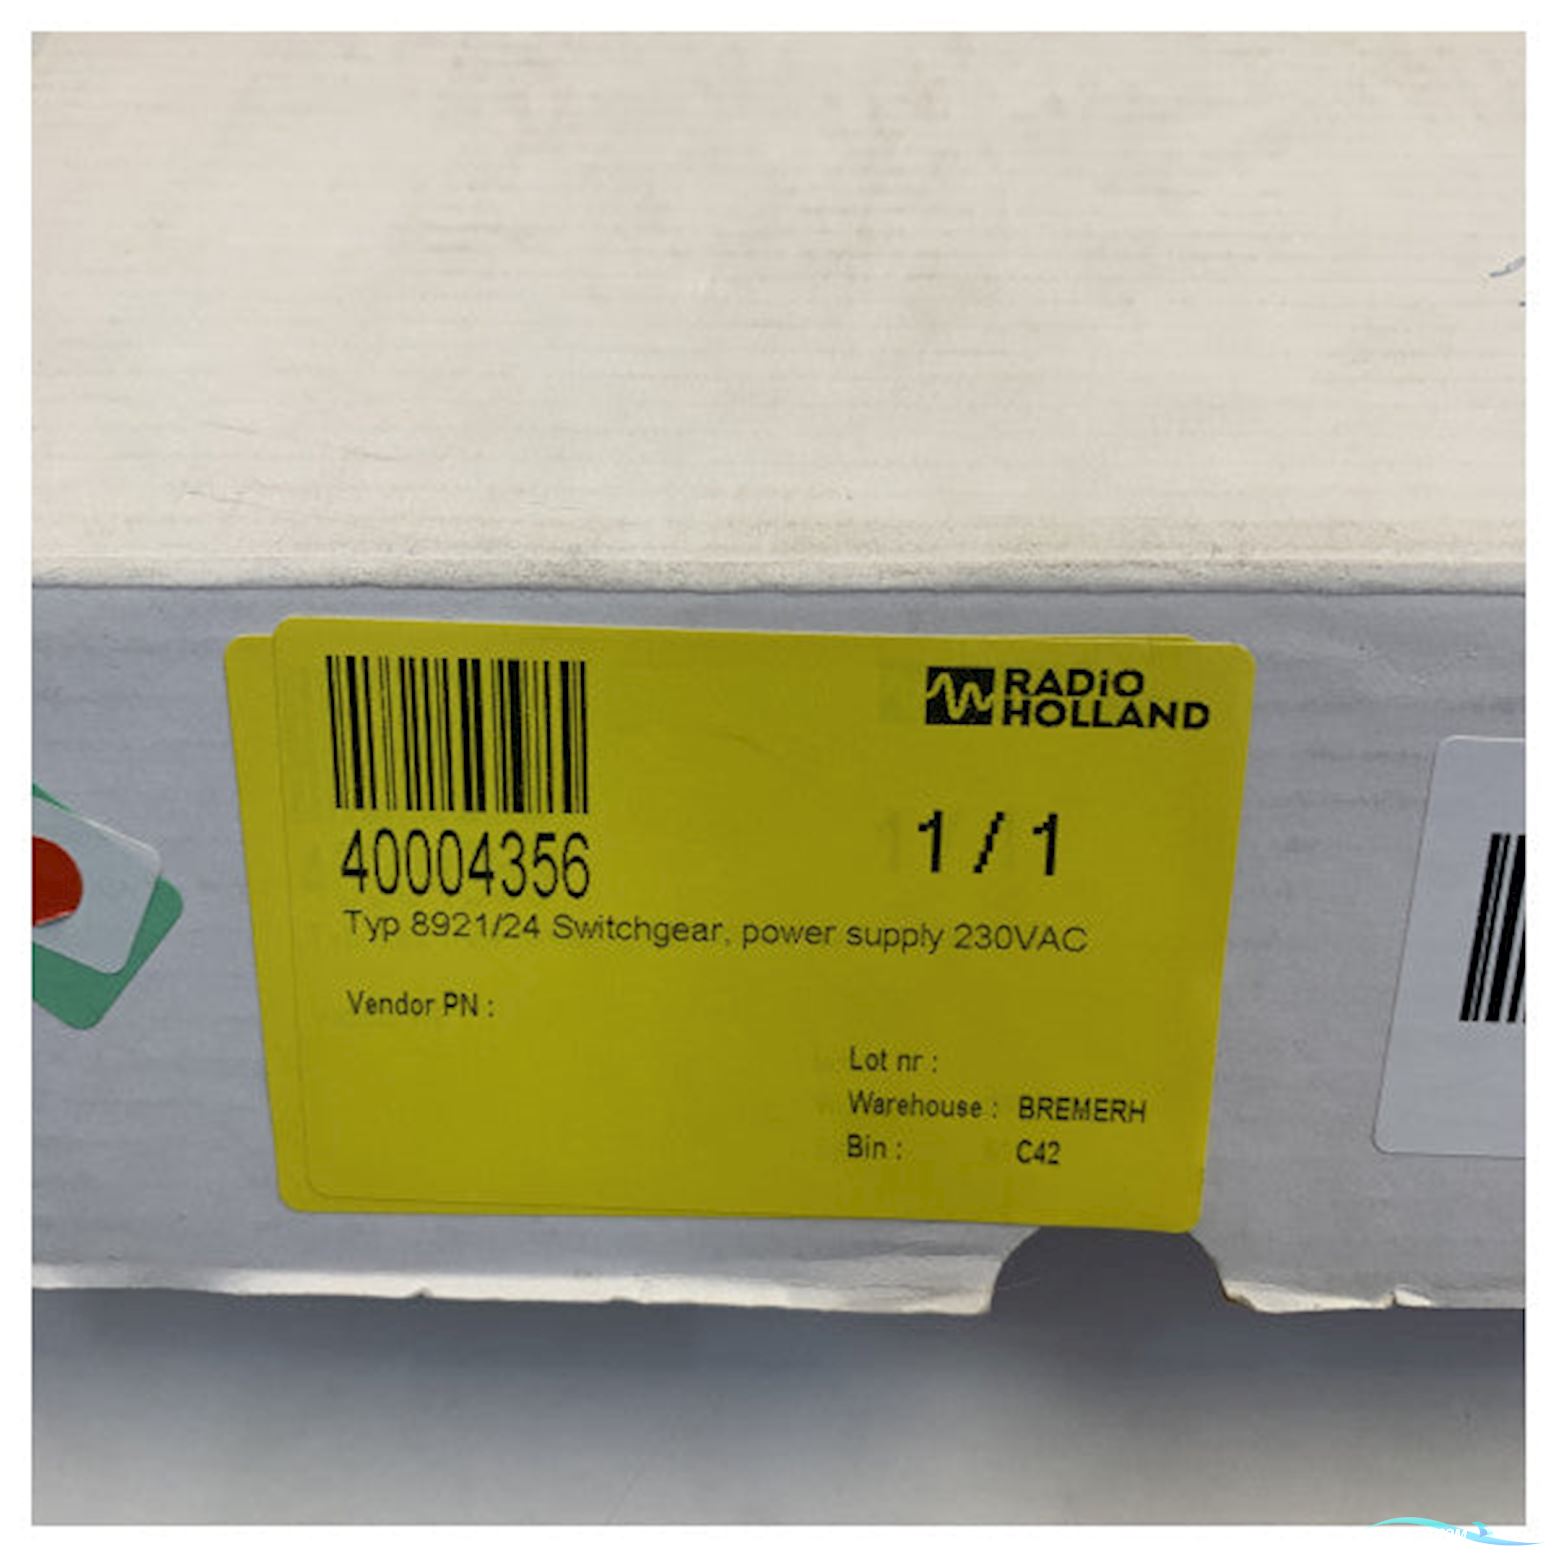 RADiO
HOLLAND
40004356
1 / 1
Typ 8921/24 Switchgear, power supply 230VAC
Vendor PN :
Lot nr :
Warehouse : BREMERH
Bin : C42